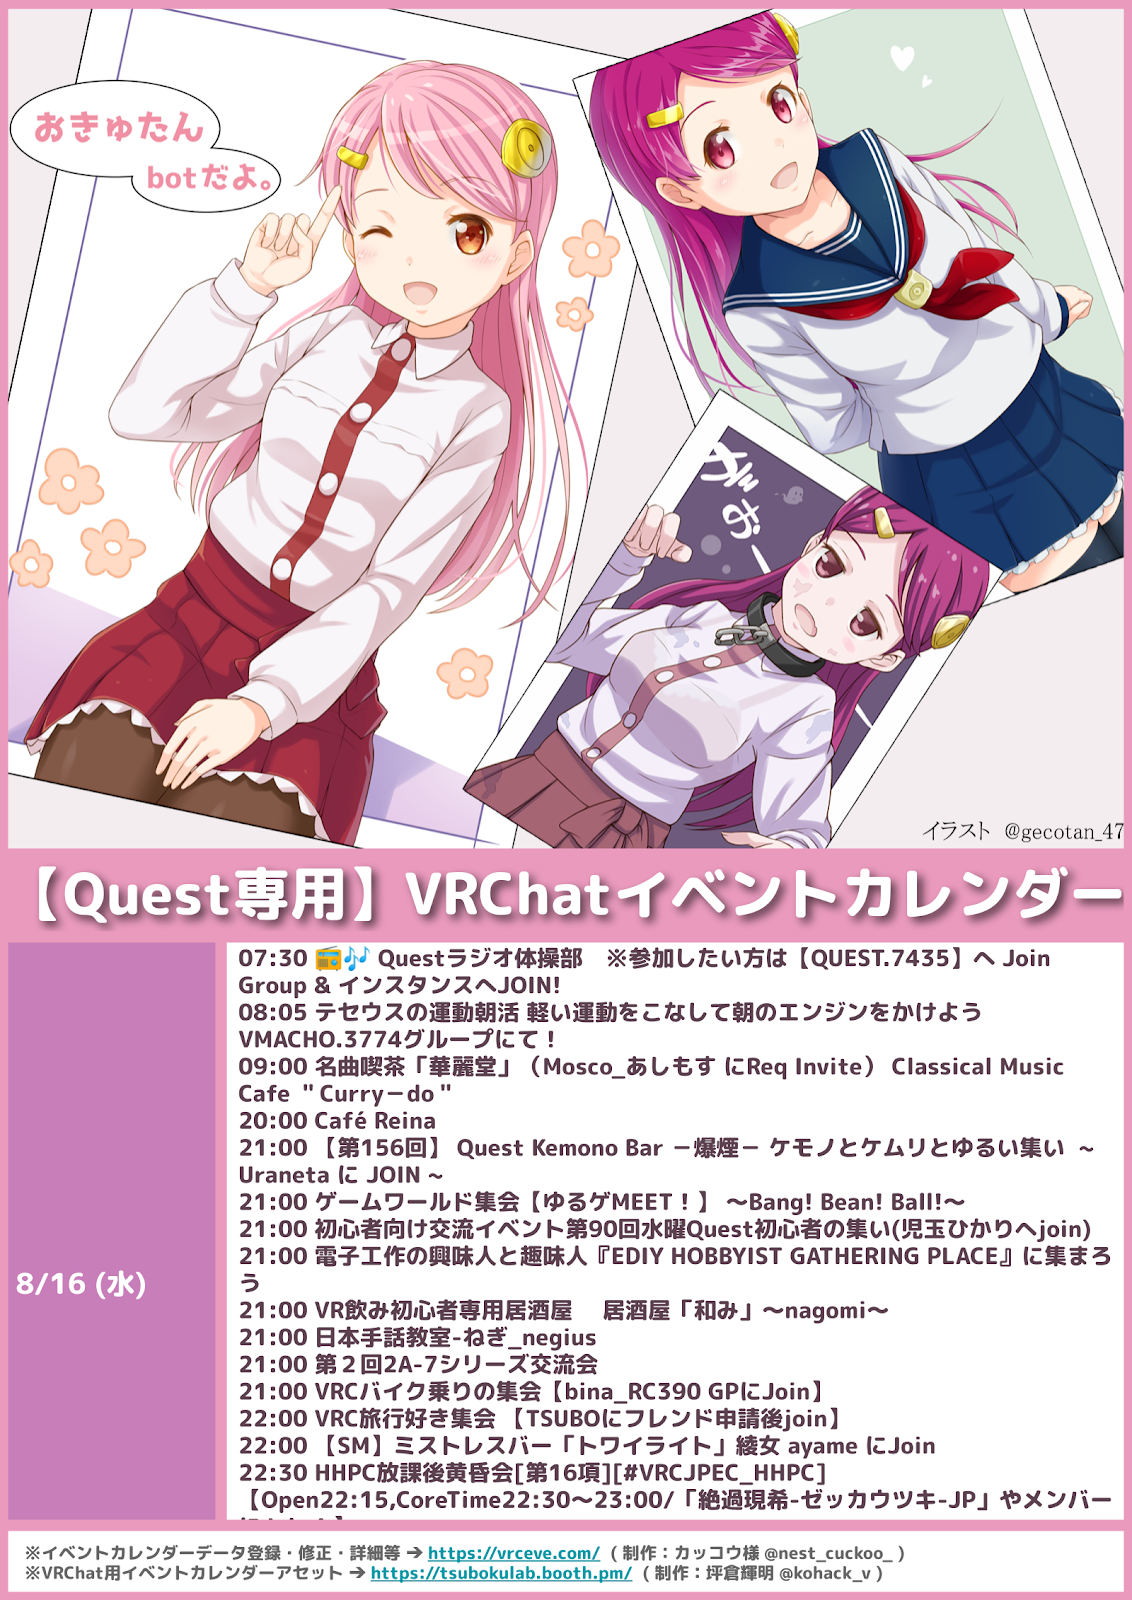 おきゅたん
botだよ。
がおー
イラスト @gecotan_47
【Quest専用】VRChatイベントカレンダー
8/16 (水)
07:30 📻🎶 Questラジオ体操部　※参加したい方は【QUEST.7435】へ Join
Group & インスタンスへJOIN!
08:05 テセウスの運動朝活 軽い運動をこなして朝のエンジンをかけよう
VMACHO.3774グループにて！
09:00 名曲喫茶「華麗堂」（Mosco_あしもす にReq Invite） Classical Music
Cafe ＂Curry－do＂
20:00 Café Reina
21:00 【第156回】 Quest Kemono Bar －爆煙－ ケモノとケムリとゆるい集い ～
Uraneta に JOIN ～
21:00 ゲームワールド集会【ゆるゲMEET！】 〜Bang! Bean! Ball!〜
21:00 初心者向け交流イベント第90回水曜Quest初心者の集い(児玉ひかりへjoin)
21:00 電子工作の興味人と趣味人『EDIY HOBBYIST GATHERING PLACE』に集まろ
う
21:00 VR飲み初心者専用居酒屋　 居酒屋「和み」〜nagomi〜
21:00 日本手話教室-ねぎ_negius
21:00 第２回2A-7シリーズ交流会
21:00 VRCバイク乗りの集会【bina_RC390 GPにJoin】
22:00 VRC旅行好き集会 【TSUBOにフレンド申請後join】
22:00 【SM】ミストレスバー「トワイライト」綾女 ayame にJoin
22:30 HHPC放課後黄昏会[第16項][#VRCJPEC_HHPC]
【Open22:15,CoreTime22:30〜23:00/「絶過現希-ゼッカウツキ-JP」やメンバー
※イベントカレンダーデータ登録・修正・詳細等 ➔ https://vrceve.com/ ( 制作：カッコウ様 @nest_cuckoo_ )
※VRChat用イベントカレンダーアセット ➔ https://tsubokulab.booth.pm/ ( 制作：坪倉輝明 @kohack_v )